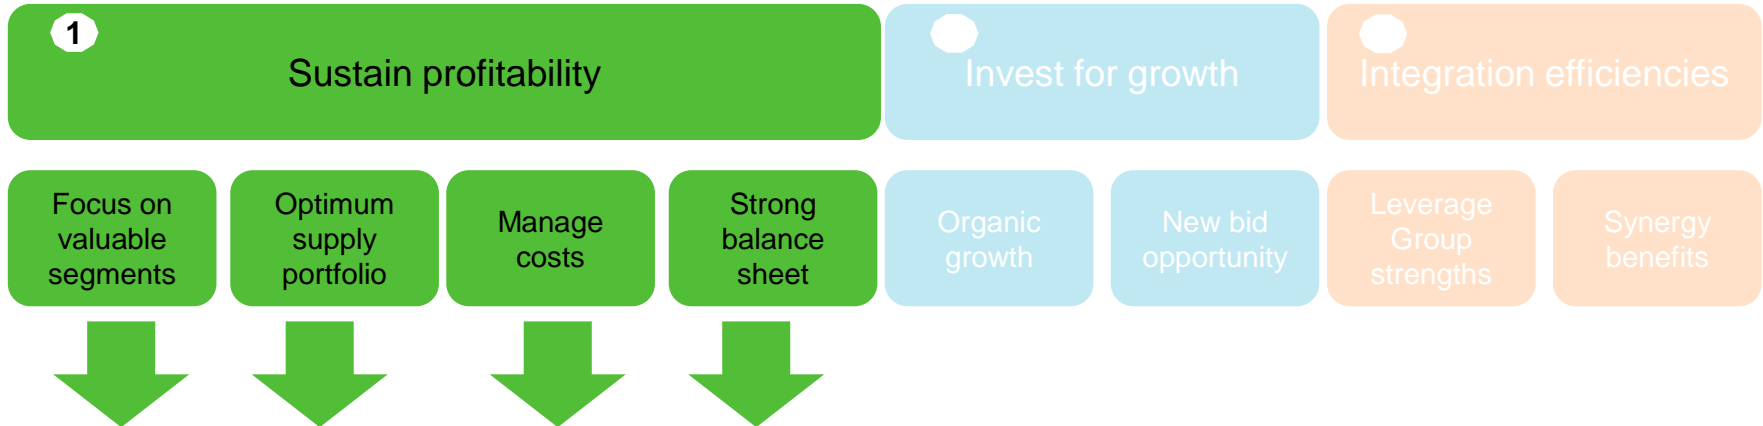 1
Sustain profitability
Invest for growth
Integration efficiencies
Focus on
valuable
segments
Optimum
supply
portfolio
Manage
costs
Strong
balance
sheet
Organic
growth
New bid
opportunity
Leverage
Group
strengths
Synergy
benefits